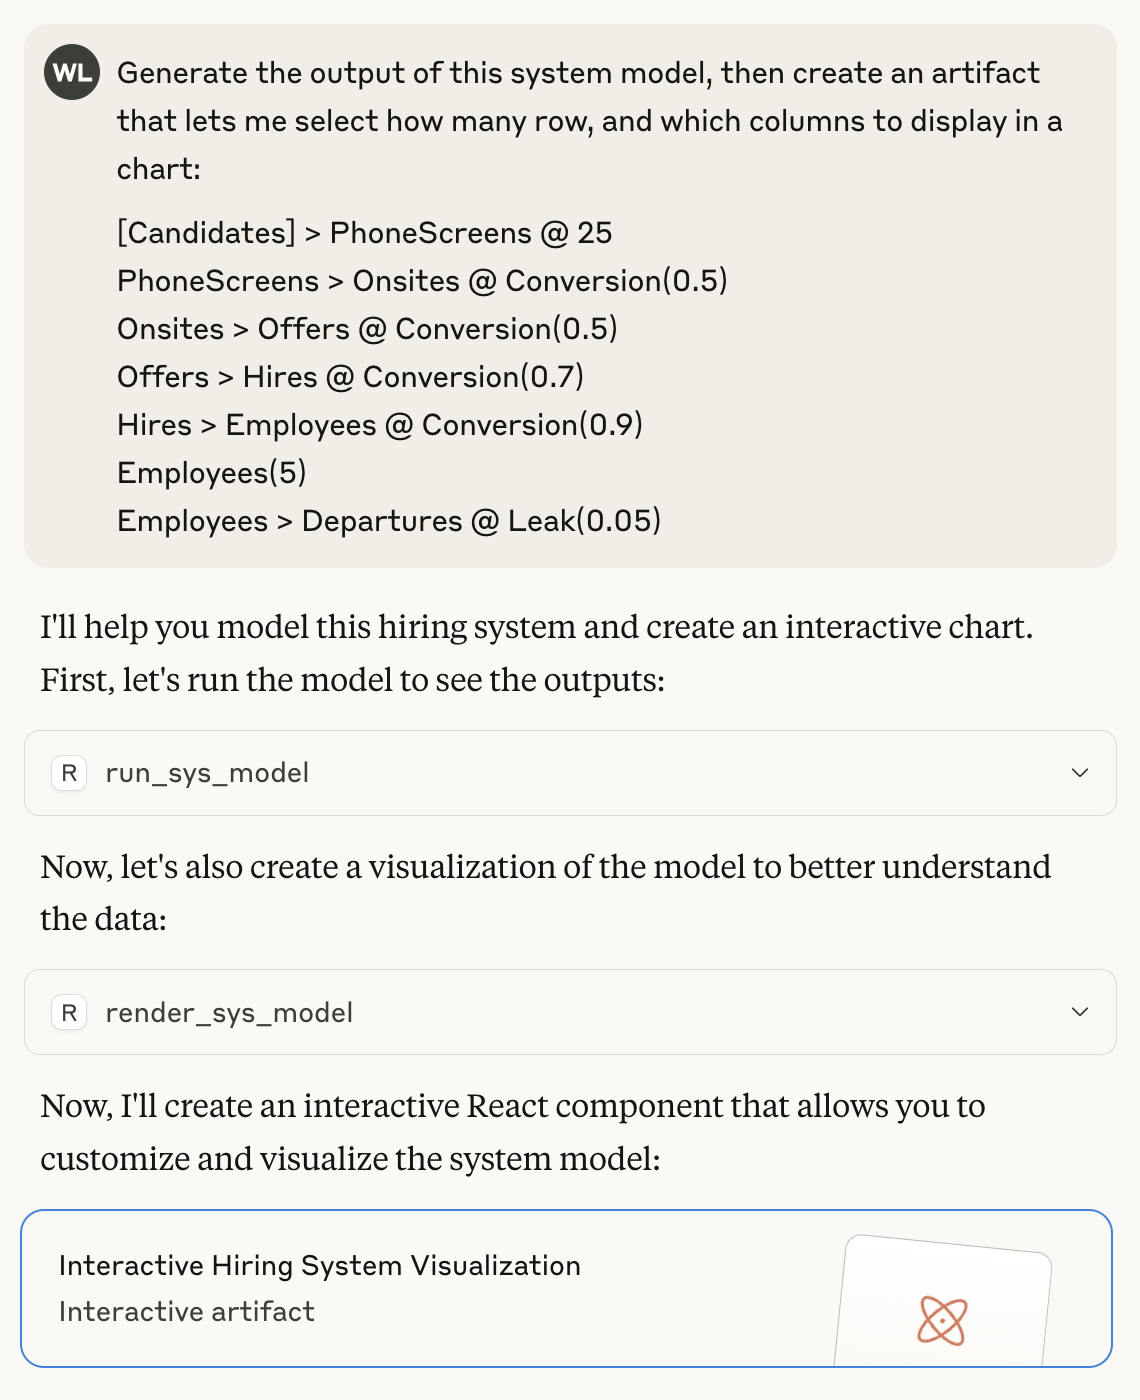 WL
Generate the output of this system model, then create an artifact
that lets me select how many row, and which columns to display in a
chart:
[Candidates] > PhoneScreens @ 25
PhoneScreens > Onsites @ Conversion(0.5)
Onsites > Offers @ Conversion(0.5)
Offers > Hires @ Conversion(0.7)
Hires > Employees @ Conversion(0.9)
Employees(5)
Employees > Departures @ Leak(0.05)
I'll help you model this hiring system and create an interactive chart.
First, let's run the model to see the outputs:
R run_sys_model
Now, let's also create a visualization of the model to better understand
the data:
R render_sys_model
Now, I'll create an interactive React component that allows you to
customize and visualize the system model:
Interactive Hiring System Visualization
Interactive artifact